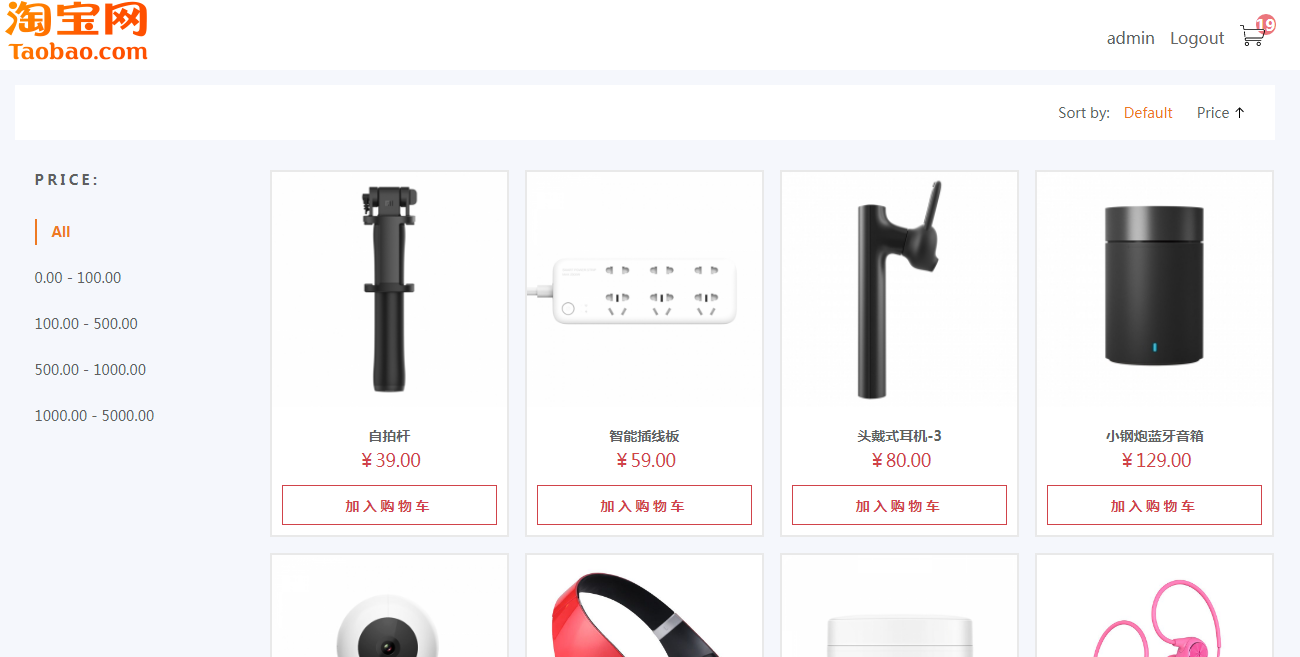 淘宝网
Taobao.com
admin Logout 19
Sort by: Default Price ↑
PRICE:
All
0.00 - 100.00
100.00 - 500.00
500.00 - 1000.00
1000.00 - 5000.00
自拍杆
¥ 39.00
加入购物车
智能插线板
¥ 59.00
加入购物车
头戴式耳机-3
¥ 80.00
加入购物车
小钢炮蓝牙音箱
¥ 129.00
加入购物车